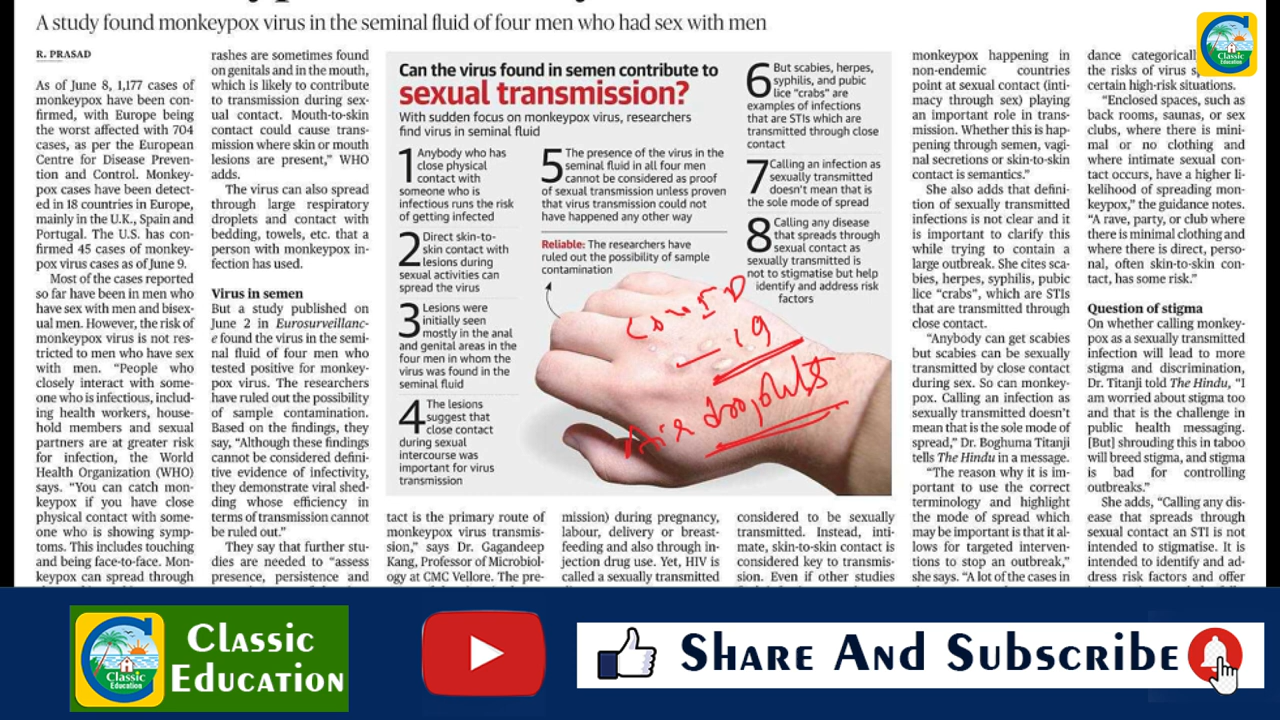 A study found monkeypox virus in the seminal fluid of four men who had sex with men
R. PRASAD
As of June 8, 1,177 cases of
monkeypox have been con-
firmed, with Europe being
the worst affected with 704
cases, as per the European
Centre for Disease Preven-
tion and Control. Monkey-
pox cases have been detect-
ed in 18 countries in Europe,
mainly in the U.K., Spain and
Portugal. The U.S. has con-
firmed 45 cases of monkey-
pox virus cases as of June 9.
Most of the cases reported
so far have been in men who
have sex with men and bisex-
ual men. However, the risk of
monkeypox virus is not res-
tricted to men who have sex
with men. “People who
closely interact with some-
one who is infectious, includ-
ing health workers, house-
hold members and sexual
partners are at greater risk
for infection, the World
Health Organization (WHO)
says. “You can catch mon-
keypox if you have close
physical contact with some-
one who is showing symp-
toms. This includes touching
and being face-to-face. Mon-
keypox can spread through
rashes are sometimes found
on genitals and in the mouth,
which is likely to contribute
to transmission during sex-
ual contact. Mouth-to-skin
contact could cause trans-
mission where skin or mouth
lesions are present,” WHO
adds.
The virus can also spread
through large respiratory
droplets and contact with
bedding, towels, etc. that a
person with monkeypox in-
fection has used.
Virus in semen
But a study published on
June 2 in Eurosurveillanc-
e found the virus in the semi-
nal fluid of four men who
tested positive for monkey-
pox virus. The researchers
have ruled out the possibility
of sample contamination.
Based on the findings, they
say, “Although these findings
cannot be considered defini-
tive evidence of infectivity,
they demonstrate viral shed-
ding whose efficiency in
terms of transmission cannot
be ruled out.”
They say that further stu-
dies are needed to “assess
presence, persistence and
Can the virus found in semen contribute to
sexual transmission?
With sudden focus on monkeypox virus, researchers
find virus in seminal fluid
1 Anybody who has
close physical
contact with
someone who is
infectious runs the risk
of getting infected
2 Direct skin-to-
skin contact with
lesions during
sexual activities can
spread the virus
3 Lesions were
initially seen
mostly in the anal
and genital areas in the
four men in whom the
virus was found in the
seminal fluid
4 The lesions
suggest that
close contact
during sexual
intercourse was
important for virus
transmission
5 The presence of the virus in the
seminal fluid in all four men
cannot be considered as proof
of sexual transmission unless proven
that virus transmission could not
have happened any other way
Reliable: The researchers have
ruled out the possibility of sample
contamination
6 But scabies, herpes,
syphilis, and pubic
lice “crabs” are
examples of infections
that are STIs which are
transmitted through close
contact
7 Calling an infection as
sexually transmitted
doesn't mean that is
the sole mode of spread
8 Calling any disease
that spreads through
sexual contact as
sexually transmitted is
not to stigmatise but help
identify and address risk
factors
COVID
– 19
Air droplets
tact is the primary route of
monkeypox virus transmis-
sion,” says Dr. Gagandeep
Kang, Professor of Microbiol-
ogy at CMC Vellore. The pre-
mission) during pregnancy,
labour, delivery or breast-
feeding and also through in-
jection drug use. Yet, HIV is
called a sexually transmitted
considered to be sexually
transmitted. Instead, inti-
mate, skin-to-skin contact is
considered key to transmis-
sion. Even if other studies
monkeypox happening in
non-endemic countries
point at sexual contact (inti-
macy through sex) playing
an important role in trans-
mission. Whether this is hap-
pening through semen, vagi-
nal secretions or skin-to-skin
contact is semantics.”
She also adds that defini-
tion of sexually transmitted
infections is not clear and it
is important to clarify this
while trying to contain a
large outbreak. She cites sca-
bies, herpes, syphilis, pubic
lice “crabs”, which are STIs
that are transmitted through
close contact.
“Anybody can get scabies
but scabies can be sexually
transmitted by close contact
during sex. So can monkey-
pox. Calling an infection as
sexually transmitted doesn't
mean that is the sole mode of
spread,” Dr. Boghuma Titanji
tells The Hindu in a message.
“The reason why it is im-
portant to use the correct
terminology and highlight
the mode of spread which
may be important is that it al-
lows for targeted interven-
tions to stop an outbreak,”
she says. “A lot of the cases in
dance categorically
the risks of virus
certain high-risk situations.
“Enclosed spaces, such as
back rooms, saunas, or sex
clubs, where there is mini-
mal or no clothing and
where intimate sexual con-
tact occurs, have a higher li-
kelihood of spreading mon-
keypox,” the guidance notes.
“A rave, party, or club where
there is minimal clothing and
where there is direct, perso-
nal, often skin-to-skin con-
tact, has some risk.”
Question of stigma
On whether calling monkey-
pox as a sexually transmitted
infection will lead to more
stigma and discrimination,
Dr. Titanji told The Hindu, “I
am worried about stigma too
and that is the challenge in
public health messaging.
[But] shrouding this in taboo
will breed stigma, and stigma
is bad for controlling
outbreaks.”
She adds, “Calling any dis-
ease that spreads through
sexual contact an STI is not
intended to stigmatise. It is
intended to identify and ad-
dress risk factors and offer
Classic
Education
Classic
Education
Classic
Education
Share And Subscribe